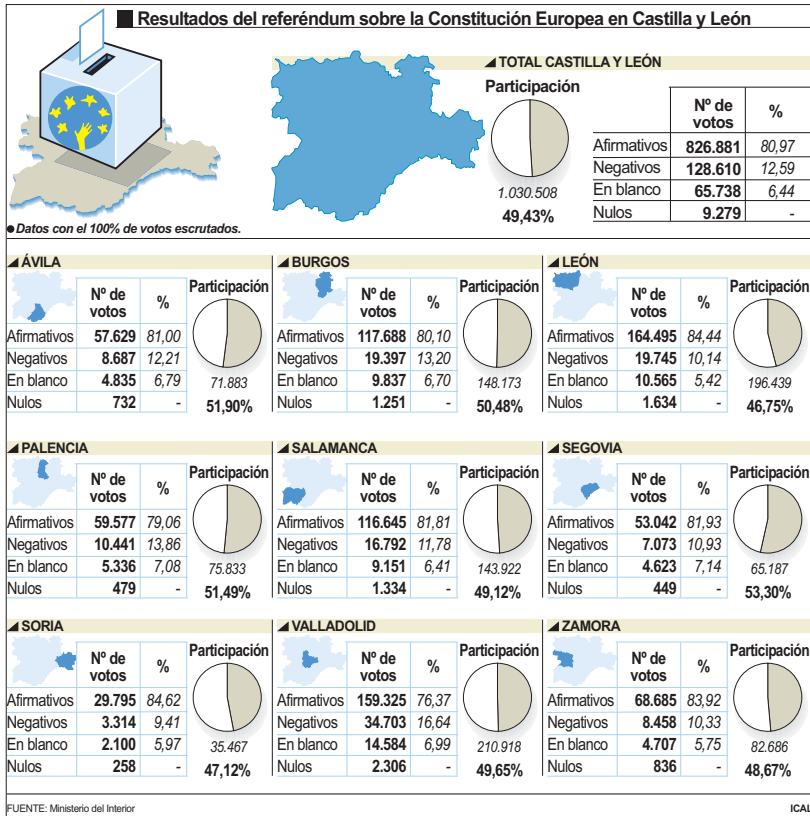 Resultados del referéndum sobre la Constitución Europea en Castilla y León
TOTAL CASTILLA Y LEÓN
Participación
1.030.508
49,43%
Nº de votos %
Afirmativos 826.881 80,97
Negativos 128.610 12,59
En blanco 65.738 6,44
Nulos 9.279 -
Datos con el 100% de votos escrutados.
ÁVILA
Nº de votos %
Afirmativos 57.629 81,00
Negativos 8.687 12,21
En blanco 4.835 6,79
Nulos 732 -
Participación
71.883
51,90%
BURGOS
Nº de votos %
Afirmativos 117.688 80,10
Negativos 19.397 13,20
En blanco 9.837 6,70
Nulos 1.251 -
Participación
148.173
50,48%
LEÓN
Nº de votos %
Afirmativos 164.495 84,44
Negativos 19.745 10,14
En blanco 10.565 5,42
Nulos 1.634 -
Participación
196.439
46,75%
PALENCIA
Nº de votos %
Afirmativos 59.577 79,06
Negativos 10.441 13,86
En blanco 5.336 7,08
Nulos 479 -
Participación
75.833
51,49%
SALAMANCA
Nº de votos %
Afirmativos 116.645 81,81
Negativos 16.792 11,78
En blanco 9.151 6,41
Nulos 1.334 -
Participación
143.922
49,12%
SEGOVIA
Nº de votos %
Afirmativos 53.042 81,93
Negativos 7.073 10,93
En blanco 4.623 7,14
Nulos 449 -
Participación
65.187
53,30%
SORIA
Nº de votos %
Afirmativos 29.795 84,62
Negativos 3.314 9,41
En blanco 2.100 5,97
Nulos 258 -
Participación
35.467
47,12%
VALLADOLID
Nº de votos %
Afirmativos 159.325 76,37
Negativos 34.703 16,64
En blanco 14.584 6,99
Nulos 2.306 -
Participación
210.918
49,65%
ZAMORA
Nº de votos %
Afirmativos 68.685 83,92
Negativos 8.458 10,33
En blanco 4.707 5,75
Nulos 836 -
Participación
82.686
48,67%
FUENTE: Ministerio del Interior
ICAL